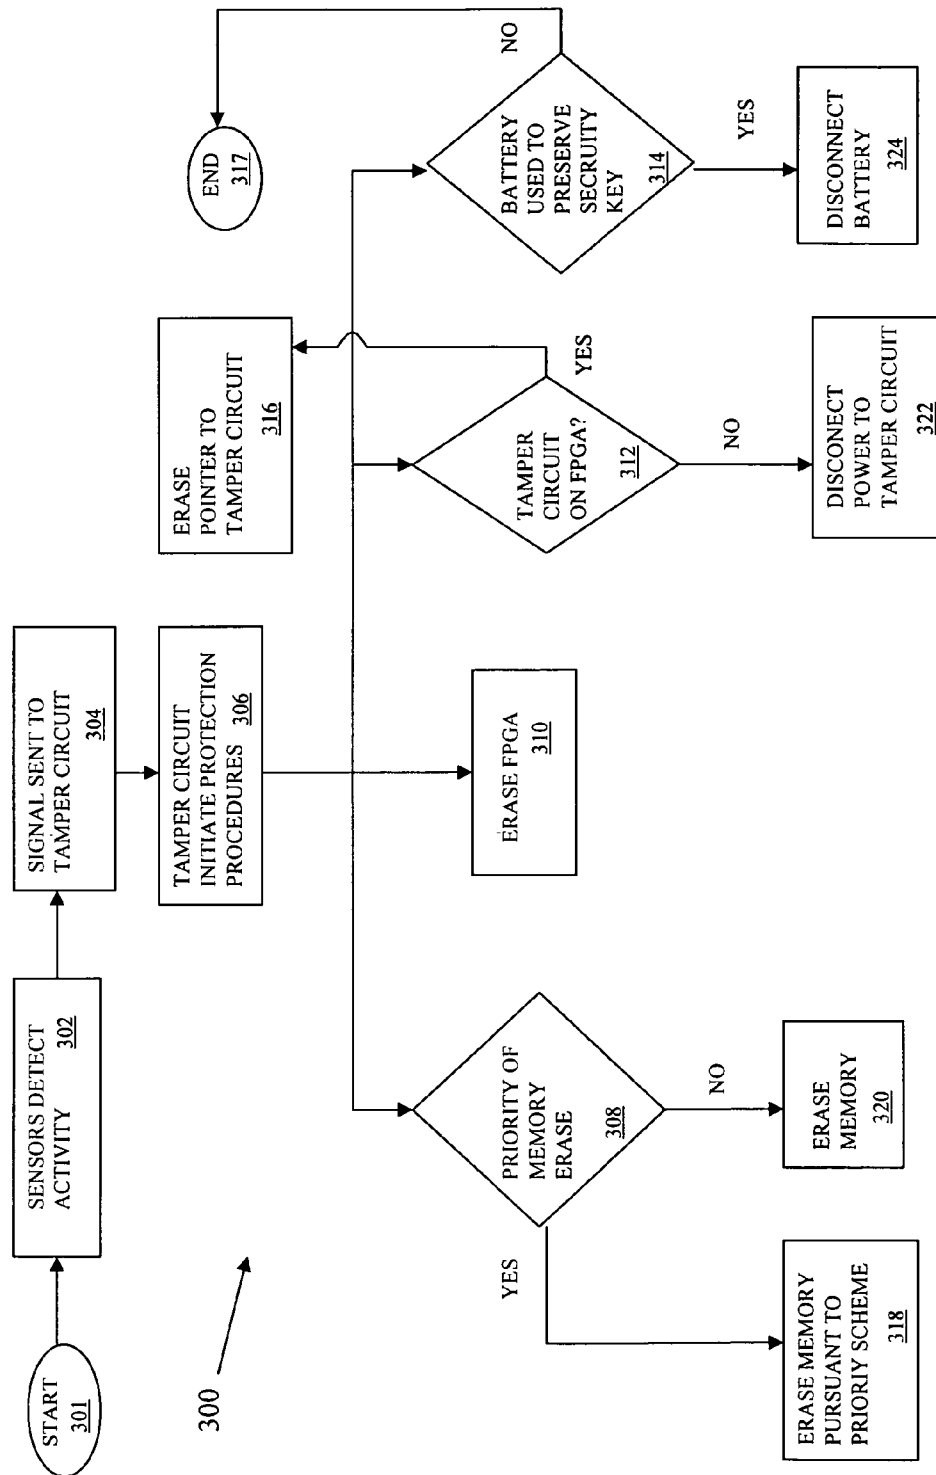 START
301
SENSORS DETECT
ACTIVITY
302
SIGNAL SENT TO
TAMPER CIRCUIT
304
TAMPER CIRCUIT
INITIATE PROTECTION
PROCEDURES
306
300
PRIORITY OF
MEMORY
ERASE
308
YES
NO
ERASE MEMORY
PURSUANT TO
PRIORIY SCHEME
318
ERASE
MEMORY
320
ERASE FPGA
310
ERASE
POINTER TO
TAMPER CIRCUIT
316
TAMPER
CIRCUIT
ON FPGA?
312
YES
NO
DISCONECT
POWER TO
TAMPER CIRCUIT
322
END
317
BATTERY
USED TO
PRESERVE
SECRUITY
KEY
314
NO
YES
DISCONNECT
BATTERY
324